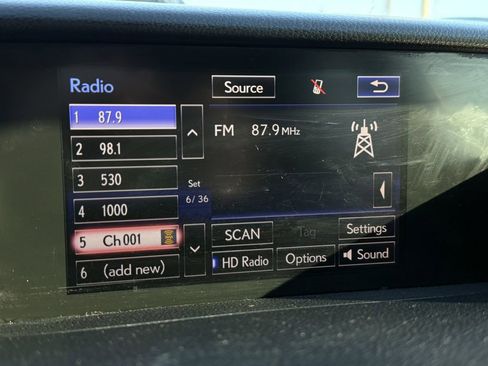 Radio
Source
1 87.9
2 98.1
3 530
4 1000
5 Ch 001
6 (add new)
Set
6/36
FM 87.9 MHz
SCAN
Tag
Settings
HD Radio
Options
Sound